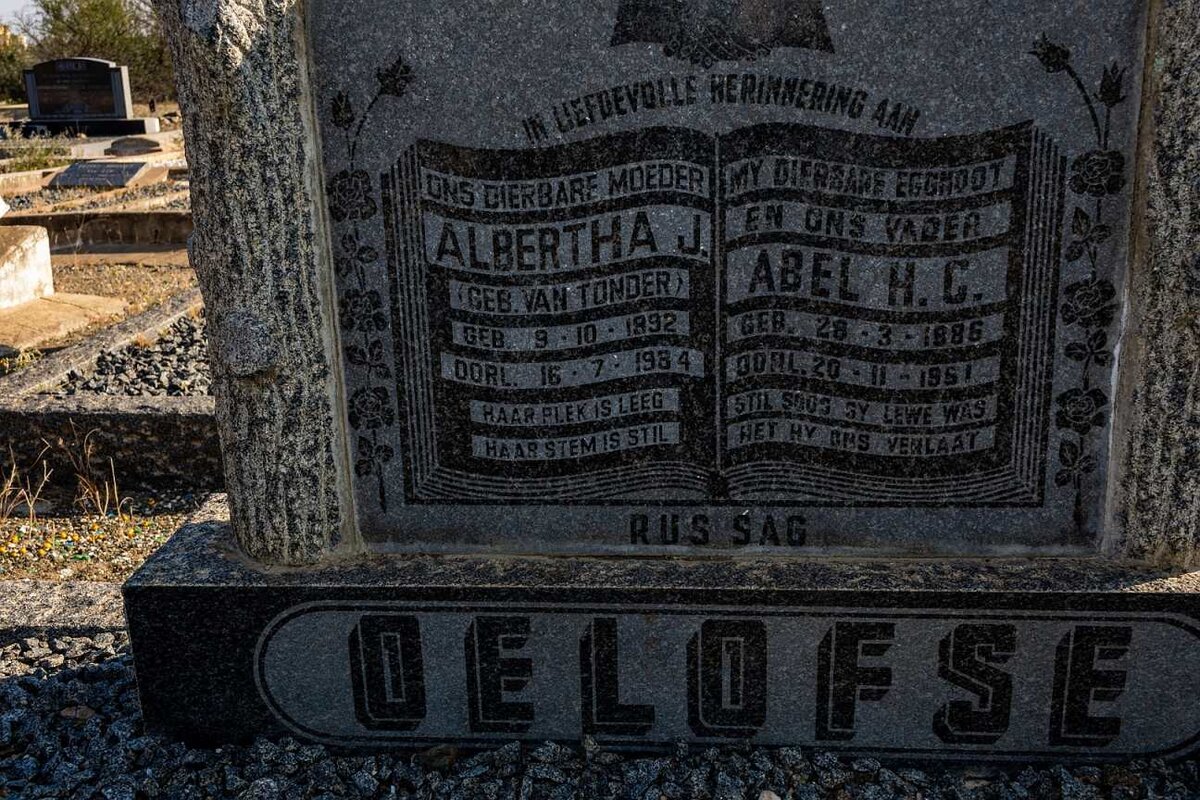 IN LIEFDEVOLLE HERINNERING AAN
ONS DIERBARE MOEDER
ALBERTHA J.
(GEB. VAN TONDER)
GEB. 9 · 10 · 1892
OORL. 16 · 7 · 1984
HAAR PLEK IS LEEG
HAAR STEM IS STIL
MY DIERBARE EGGNOOT
EN ONS VADER
ABEL H. C.
GEB. 28 · 3 · 1886
OORL. 20 · 11 · 1951
STIL SOOS SY LEWE WAS
HET HY ONS VERLAAT
RUS SAG
OELOFSE